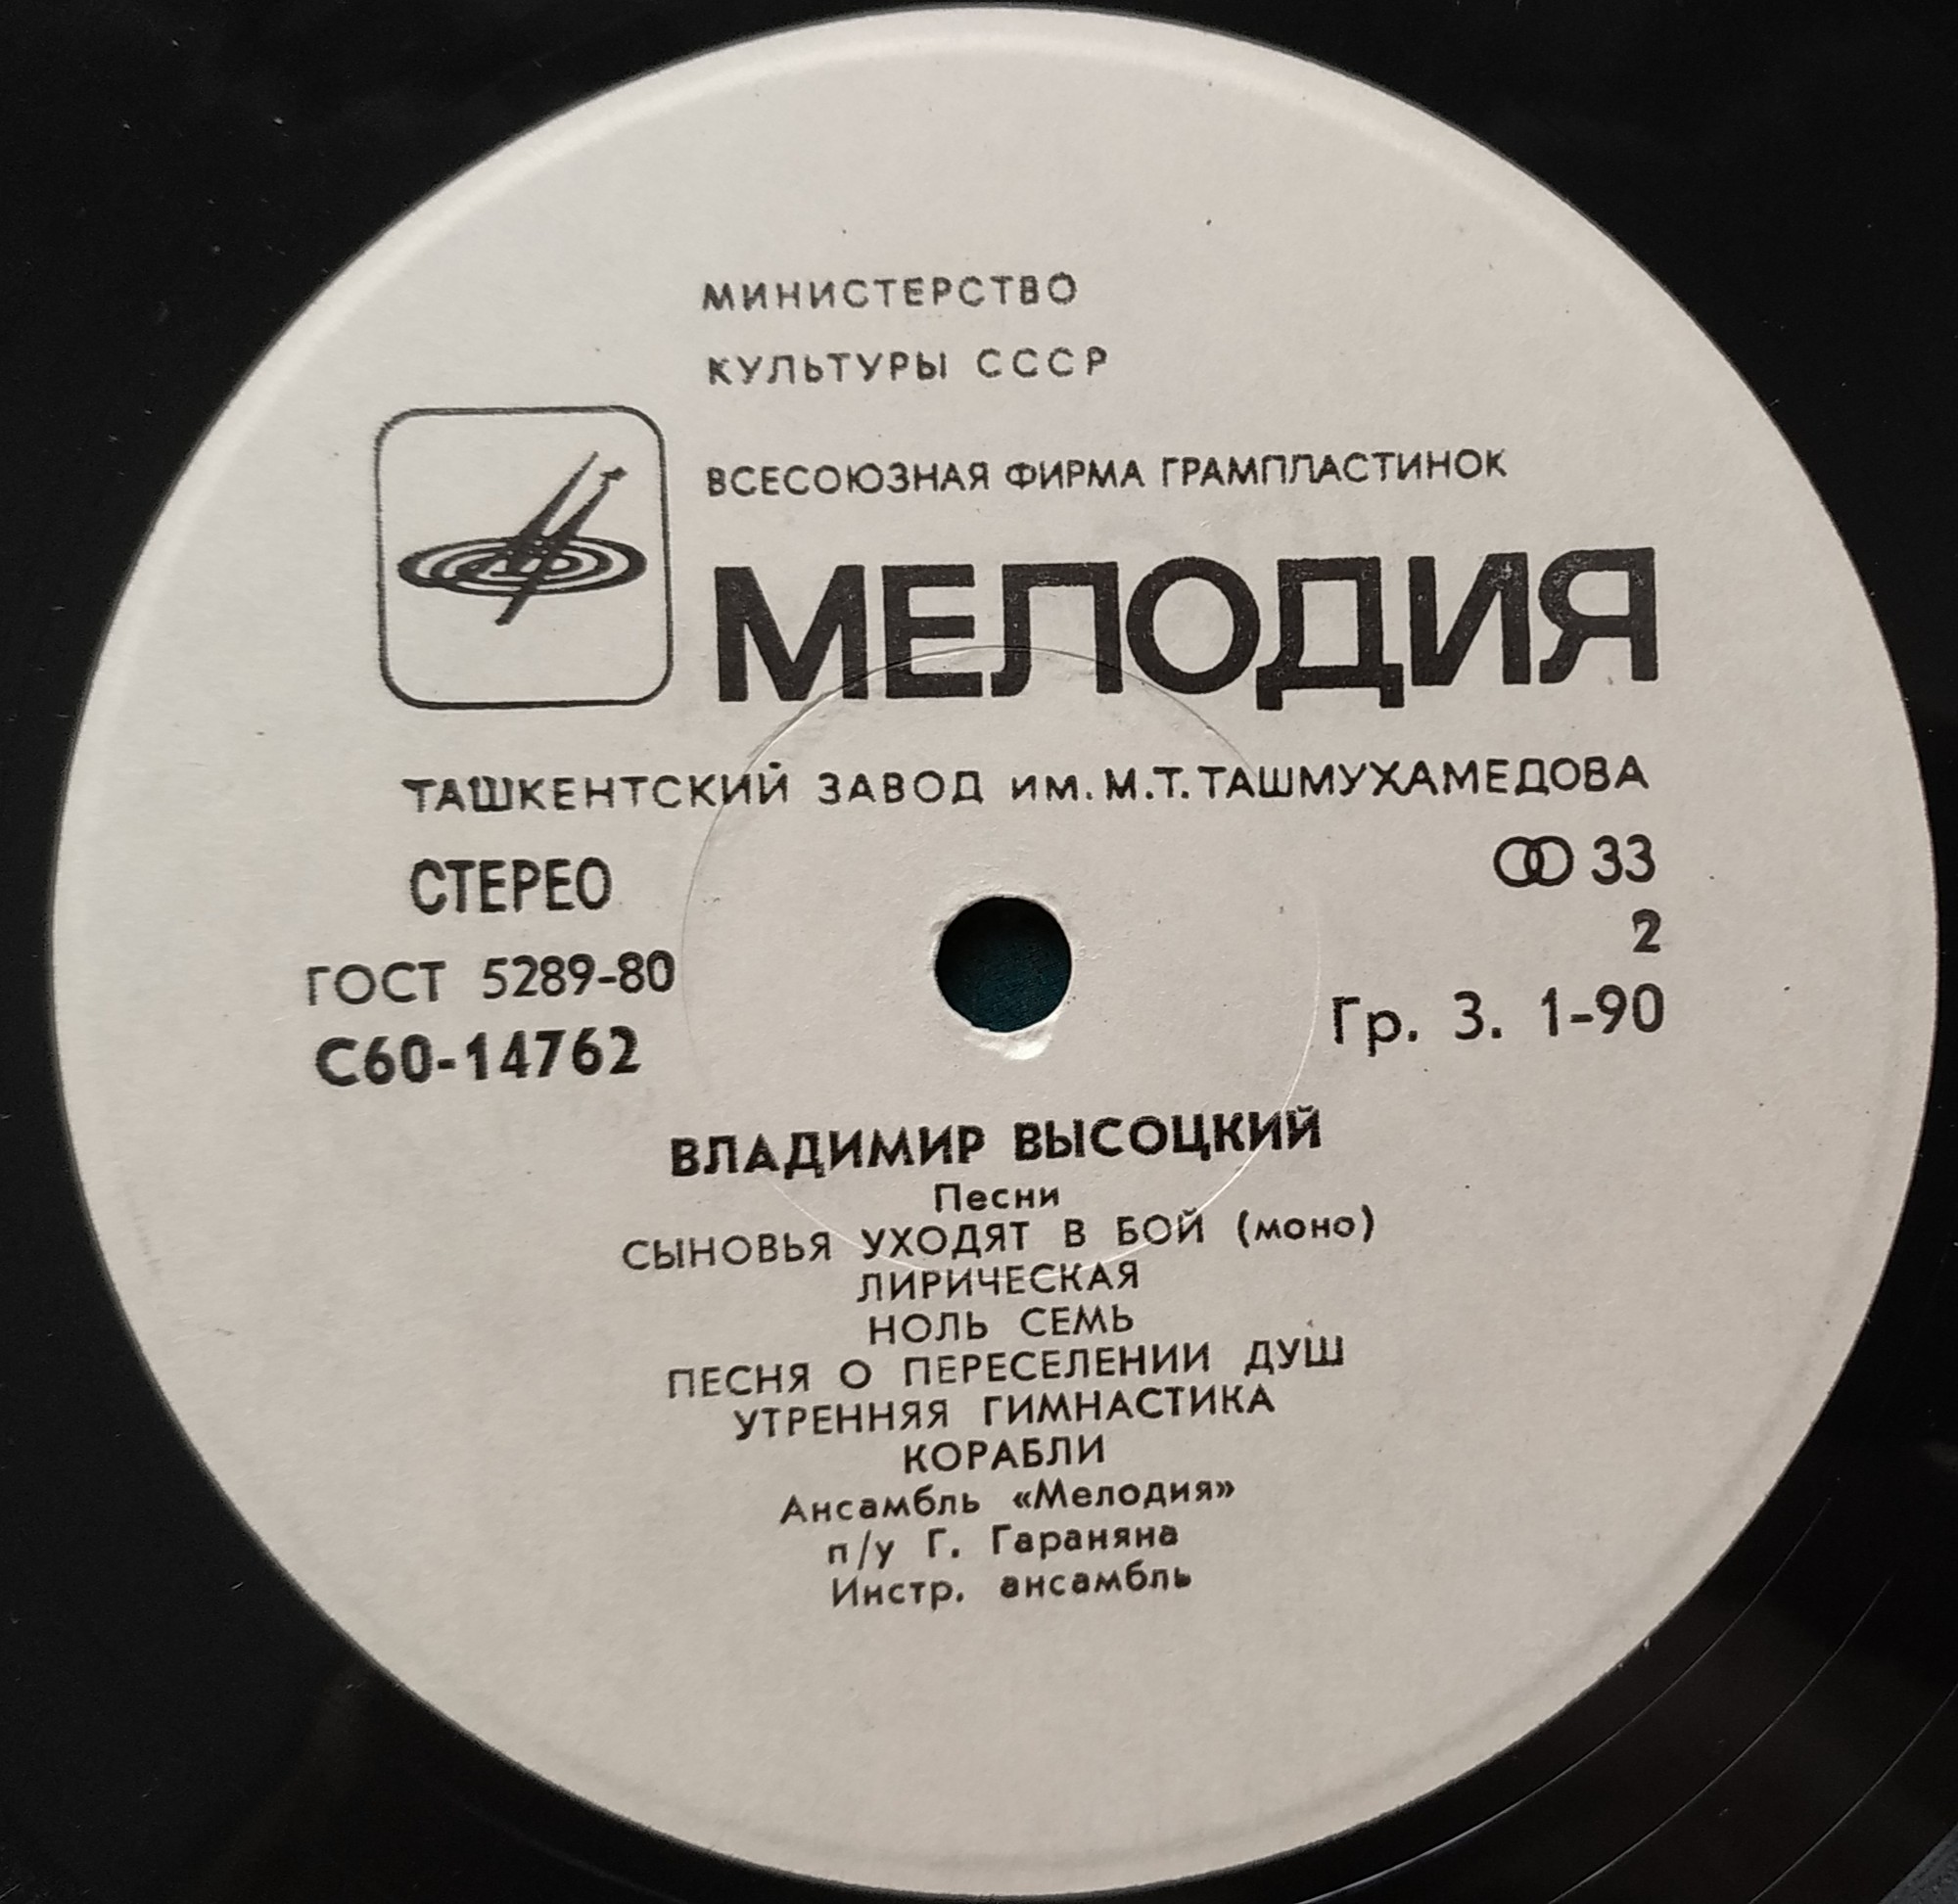 МИНИСТЕРСТВО
КУЛЬТУРЫ СССР
ВСЕСОЮЗНАЯ ФИРМА ГРАМПЛАСТИНОК
МЕЛОДИЯ
ТАШКЕНТСКИЙ ЗАВОД ИМ. М.Т. ТАШМУХАМЕДОВА
СТЕРЕО
33
2
ГОСТ 5289-80
Гр. 3. 1-90
С60-14762
ВЛАДИМИР ВЫСОЦКИЙ
Песни
СЫНОВЬЯ УХОДЯТ В БОЙ (моно)
ЛИРИЧЕСКАЯ
НОЛЬ СЕМЬ
ПЕСНЯ О ПЕРЕСЕЛЕНИИ ДУШ
УТРЕННЯЯ ГИМНАСТИКА
КОРАБЛИ
Ансамбль «Мелодия»
п/у Г. Гараняна
Инстр. ансамбль